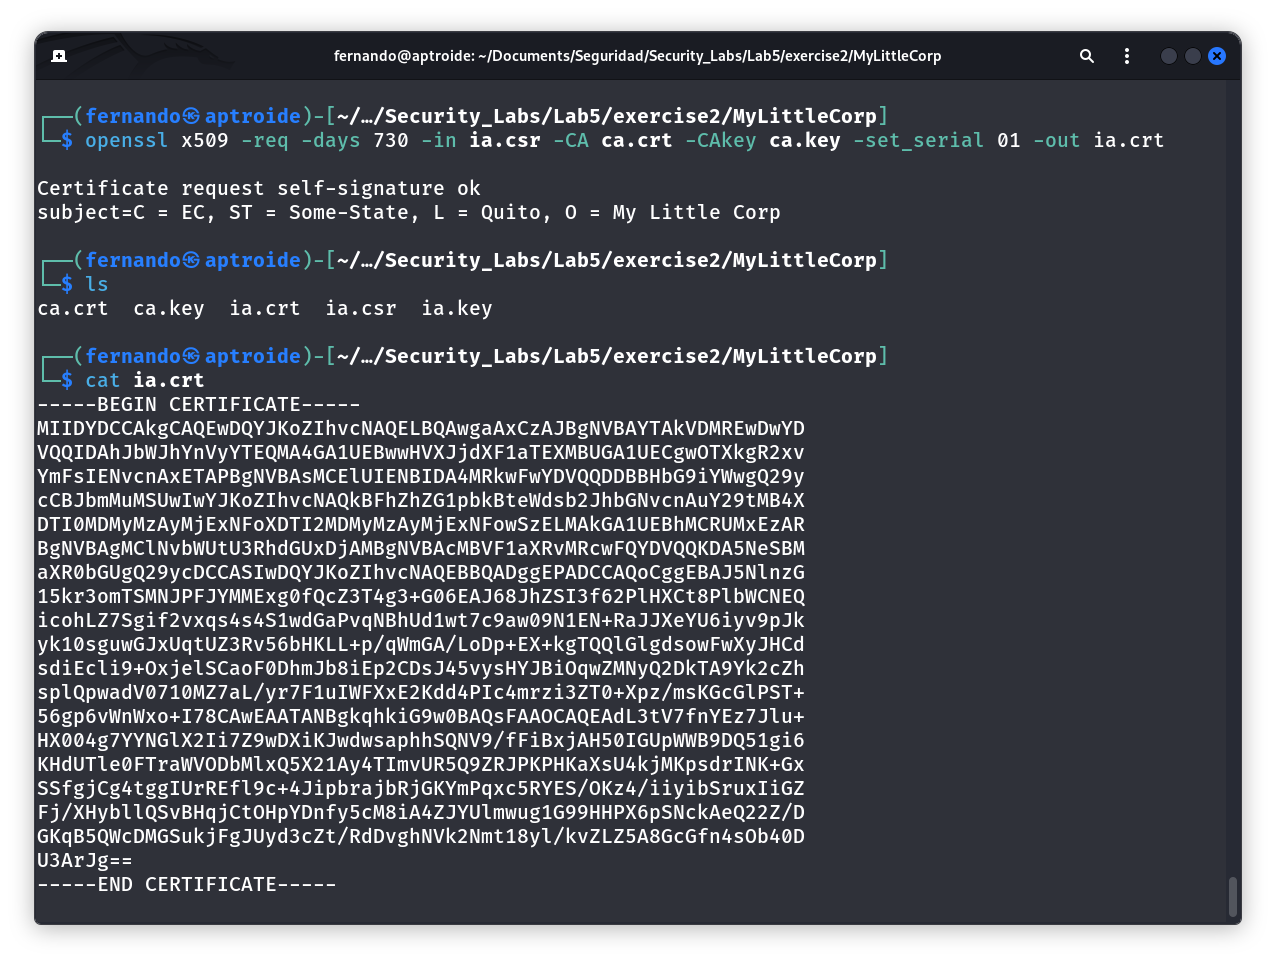 fernando@aptroide: ~/Documents/Seguridad/Security_Labs/Lab5/exercise2/MyLittleCorp
┌──(fernando㉿aptroide)-[~/…/Security_Labs/Lab5/exercise2/MyLittleCorp]
└─$ openssl x509 -req -days 730 -in ia.csr -CA ca.crt -CAkey ca.key -set_serial 01 -out ia.crt
Certificate request self-signature ok
subject=C = EC, ST = Some-State, L = Quito, O = My Little Corp
┌──(fernando㉿aptroide)-[~/…/Security_Labs/Lab5/exercise2/MyLittleCorp]
└─$ ls
ca.crt  ca.key  ia.crt  ia.csr  ia.key
┌──(fernando㉿aptroide)-[~/…/Security_Labs/Lab5/exercise2/MyLittleCorp]
└─$ cat ia.crt
-----BEGIN CERTIFICATE-----
MIIDYDCCAkgCAQEwDQYJKoZIhvcNAQELBQAwgaAxCzAJBgNVBAYTAkVDMREwDwYD
VQQIDAhJbWJhYnVyYTEQMA4GA1UEBwwHVXJjdXF1aTEXMBUGA1UECgwOTXkgR2xv
YmFsIENvcnAxETAPBgNVBAsMCElUIENBIDA4MRkwFwYDVQQDDBBHbG9iYWwgQ29y
cCBJbmMuMSUwIwYJKoZIhvcNAQkBFhZhZG1pbkBteWdsb2JhbGNvcnAuY29tMB4X
DTI0MDMyMzAyMjExNFoXDTI2MDMyMzAyMjExNFowSzELMAkGA1UEBhMCRUMxEzAR
BgNVBAgMClNvbWUtU3RhdGUxDjAMBgNVBAcMBVF1aXRvMRcwFQYDVQQKDA5NeSBM
aXR0bGUgQ29ycDCCASIwDQYJKoZIhvcNAQEBBQADggEPADCCAQoCggEBAJ5NlnzG
15kr3omTSMNJPFJYMMExg0fQcZ3T4g3+G06EAJ68JhZSI3f62PlHXCt8PlbWCNEQ
icohLZ7Sgif2vxqs4s4S1wdGaPvqNBhUd1wt7c9aw09N1EN+RaJJXeYU6iyv9pJk
yk10sguwGJxUqtUZ3Rv56bHKLL+p/qWmGA/LoDp+EX+kgTQQlGlgdsowFwXyJHCd
sdiEcli9+OxjelSCaoF0DhmJb8iEp2CDsJ45vysHYJBiOqwZMNyQ2DkTA9Yk2cZh
splQpwadV0710MZ7aL/yr7F1uIWFXxE2Kdd4PIc4mrzi3ZT0+Xpz/msKGcGlPST+
56gp6vWnWxo+I78CAwEAATANBgkqhkiG9w0BAQsFAAOCAQEAdL3tV7fnYEz7Jlu+
HX004g7YYNGlX2Ii7Z9wDXiKJwdwsaphhSQNV9/fFiBxjAH50IGUpWWB9DQ51gi6
KHdUTle0FTraWVODbMlxQ5X21Ay4TImvUR5Q9ZRJPKPHKaXsU4kjMKpsdrINK+Gx
SSfgjCg4tggIUrREfl9c+4JipbrajbRjGKYmPqxc5RYES/OKz4/iiyibSruxIiGZ
Fj/XHybllQSvBHqjCtOHpYDnfy5cM8iA4ZJYUlmwug1G99HHPX6pSNckAeQ22Z/D
GKqB5QWcDMGSukjFgJUyd3cZt/RdDvghNVk2Nmt18yl/kvZLZ5A8GcGfn4sOb40D
U3ArJg==
-----END CERTIFICATE-----